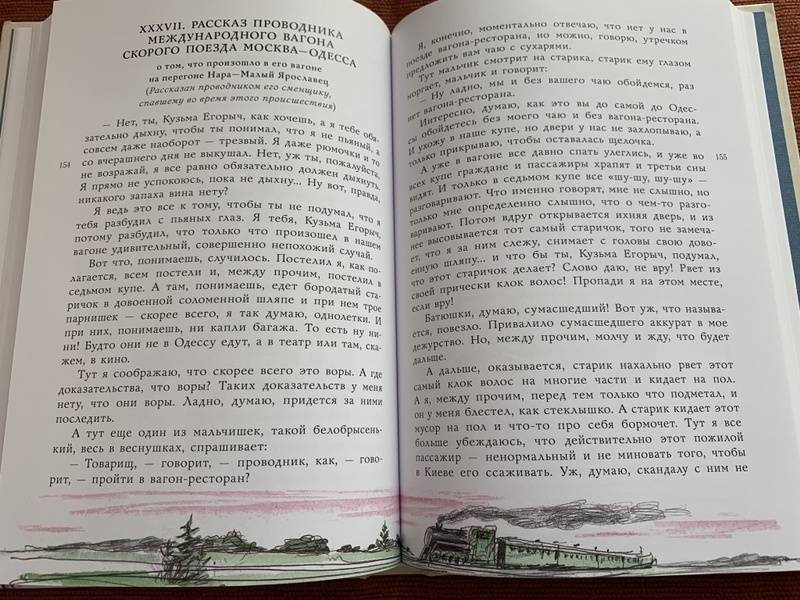 XXXVII. РАССКАЗ ПРОВОДНИКА
МЕЖДУНАРОДНОГО ВАГОНА
СКОРОГО ПОЕЗДА МОСКВА—ОДЕССА
о том, что произошло в его вагоне
на перегоне Нара—Малый Ярославец
(Рассказан проводником его сменщику,
спавшему во время этого происшествия)
— Нет, ты, Кузьма Егорыч, как хочешь, а я тебе обя-
зательно дыхну, чтобы ты понимал, что я не пьяный, а
совсем даже наоборот — трезвый. Я даже рюмочки и то
со вчерашнего дня не выкушал. Нет, уж ты, пожалуйста,
154
не возражай, я все равно обязательно должен дыхнуть.
Я прямо не успокоюсь, пока не дыхну... Ну вот, правда,
никакого запаха вина нету?
Я ведь это все к тому, чтобы ты не подумал, что я
тебя разбудил с пьяных глаз. Я тебя, Кузьма Егорыч,
потому разбудил, что только что произошел в нашем
вагоне удивительный, совершенно непохожий случай.
Вот что, понимаешь, случилось. Постелил я, как по-
лагается, всем постели и, между прочим, постелил в
седьмом купе. А там, понимаешь, едет бородатый ста-
ричок в довоенной соломенной шляпе и при нем трое
парнишек — скорее всего, я так думаю, однолетки. И
при них, понимаешь, ни капли багажа. То есть ну ни-
ни! Будто они не в Одессу едут, а в театр или там, ска-
жем, в кино.
Тут я соображаю, что скорее всего это воры. А где
доказательства, что воры? Таких доказательств у меня
нету, что они воры. Ладно, думаю, придется за ними
последить.
А тут еще один из мальчишек, такой белобрысень-
кий, весь в веснушках, спрашивает:
— Товарищ, — говорит, — проводник, как, — гово-
рит, — пройти в вагон-ресторан?
Я, конечно, моментально отвечаю, что нет у нас в
поезде вагона-ресторана, но можно, говорю, утречком
предложить вам чаю с сухарями.
Тут мальчик смотрит на старика, старик ему глазом
моргает, мальчик и говорит:
— Ну ладно, мы и без вашего чаю обойдемся, раз
нет вагона-ресторана.
Интересно, думаю, как это вы до самой до Одес-
сы обойдетесь без моего чаю и без вагона-ресторана.
И ухожу в наше купе, но двери у нас не захлопываю, а
только прикрываю, чтобы оставалась щелочка.
А уже в вагоне все давно спать улеглись, и уже во
155
всех купе граждане и пассажиры храпят и третьи сны
видят. И только в седьмом купе все «шу-шу, шу-шу» —
разговаривают. Что именно говорят, мне не слышно, но
только мне определенно слышно, что о чем-то разго-
варивают. Потом вдруг открывается ихняя дверь, и из
нее высовывается тот самый старичок, того не замеча-
ет, что я за ним слежу, снимает с головы свою дово-
енную шляпу... и что бы ты, Кузьма Егорыч, подумал,
что этот старичок делает? Слово даю, не вру! Рвет из
своей прически клок волос! Пропади я на этом месте,
если вру!
Батюшки, думаю, сумасшедший! Вот уж, что называ-
ется, повезло. Привалило сумасшедшего аккурат в мое
дежурство. Но, между прочим, молчу и жду, что будет
дальше.
А дальше, оказывается, старик нахально рвет этот
самый клок волос на многие части и кидает на пол.
А я, между прочим, перед тем только что подметал, и
он у меня блестел, как стеклышко. А старик кидает этот
мусор на пол и что-то про себя бормочет. Тут я все
больше убеждаюсь, что действительно этот пожилой
пассажир — ненормальный и не миновать того, чтобы
в Киеве его ссаживать. Уж, думаю, скандалу с ним не